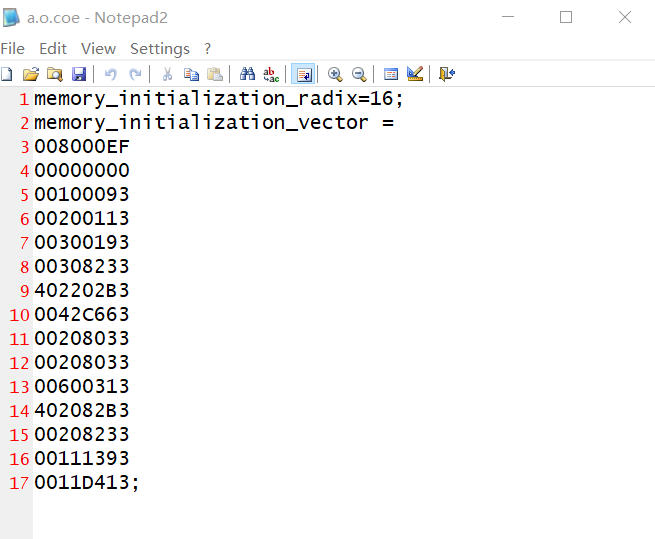 a.o.coe - Notepad2
File Edit View Settings ?
1 memory_initialization_radix=16;
2 memory_initialization_vector =
3 008000EF
4 00000000
5 00100093
6 00200113
7 00300193
8 00308233
9 402202B3
10 0042C663
11 00208033
12 00208033
13 00600313
14 402082B3
15 00208233
16 00111393
17 0011D413;